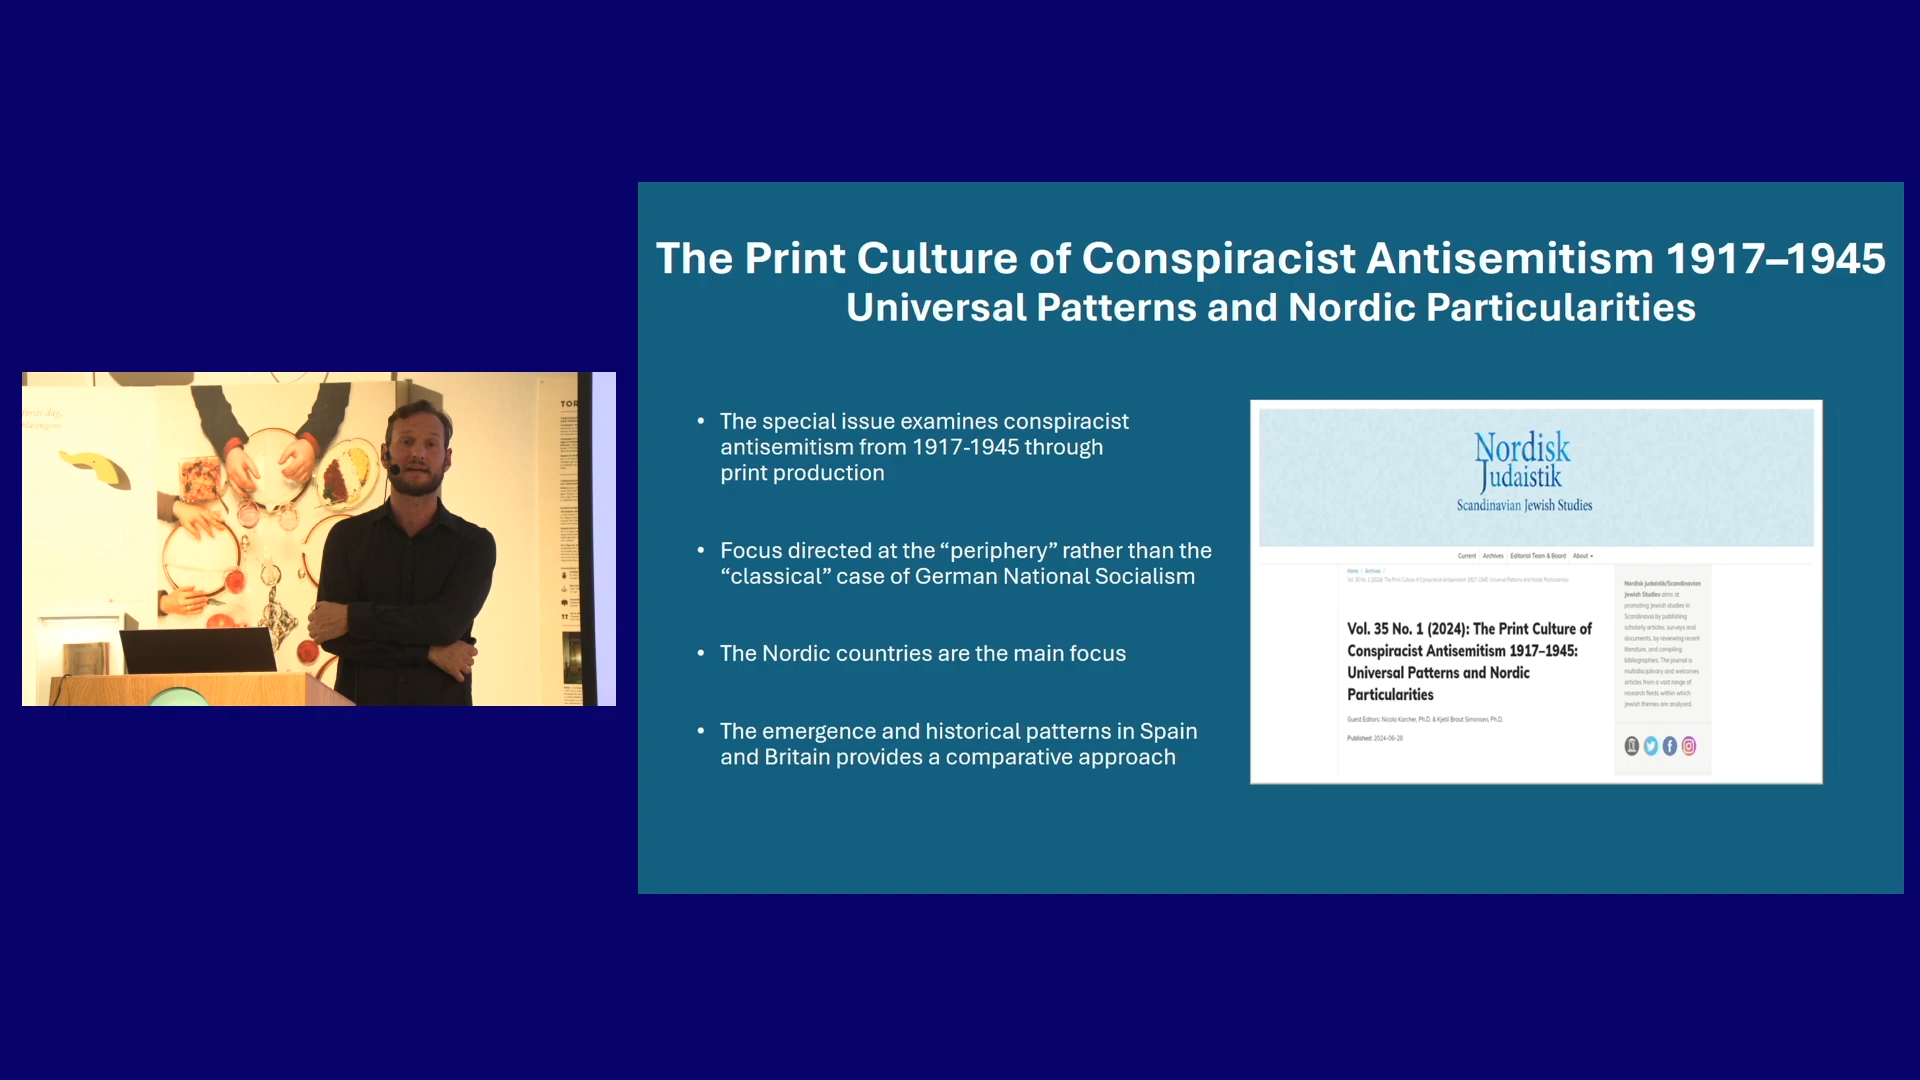 The Print Culture of Conspiracist Antisemitism 1917–1945
Universal Patterns and Nordic Particularities
• The special issue examines conspiracist
antisemitism from 1917-1945 through
print production
• Focus directed at the “periphery” rather than the
“classical” case of German National Socialism
• The Nordic countries are the main focus
• The emergence and historical patterns in Spain
and Britain provides a comparative approach
Nordisk
Judaistik
Scandinavian Jewish Studies
Current Archives Editorial Team & Board About
Home / Archives /
Vol. 35 No. 1 (2024): The Print Culture of Conspiracist Antisemitism 1917–1945: Universal Patterns and Nordic Particularities
Vol. 35 No. 1 (2024): The Print Culture of
Conspiracist Antisemitism 1917–1945:
Universal Patterns and Nordic
Particularities
Guest Editors: Nicola Karcher, Ph.D. & Kjetil Braut Simonsen, Ph.D.
Published: 2024-06-28
Nordisk judaistik/Scandinavian
Jewish Studies aims at
promoting Jewish studies in
Scandinavia by publishing
scholarly articles, surveys and
documents, by reviewing recent
literature, and compiling
bibliographies. The journal is
multidisciplinary and welcomes
articles from a vast range of
research fields within which
Jewish themes are analysed.
første dag,
TOR